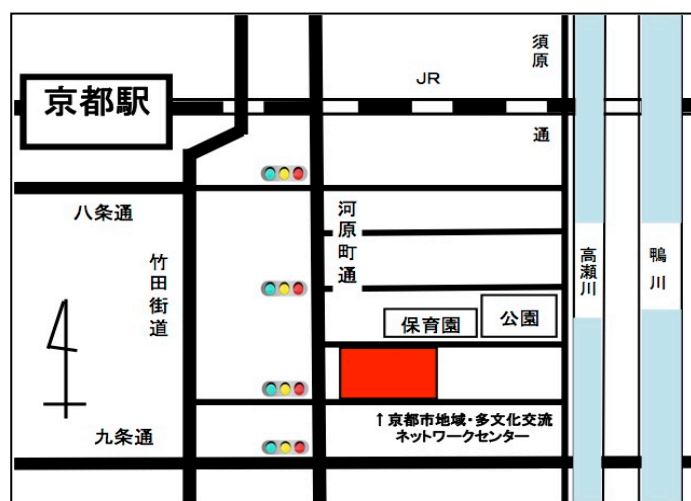 須原
JR
京都駅
通
八条通
河原町通
竹田街道
高瀬川
鴨川
公園
保育園
↑京都市地域・多文化交流
ネットワークセンター
九条通